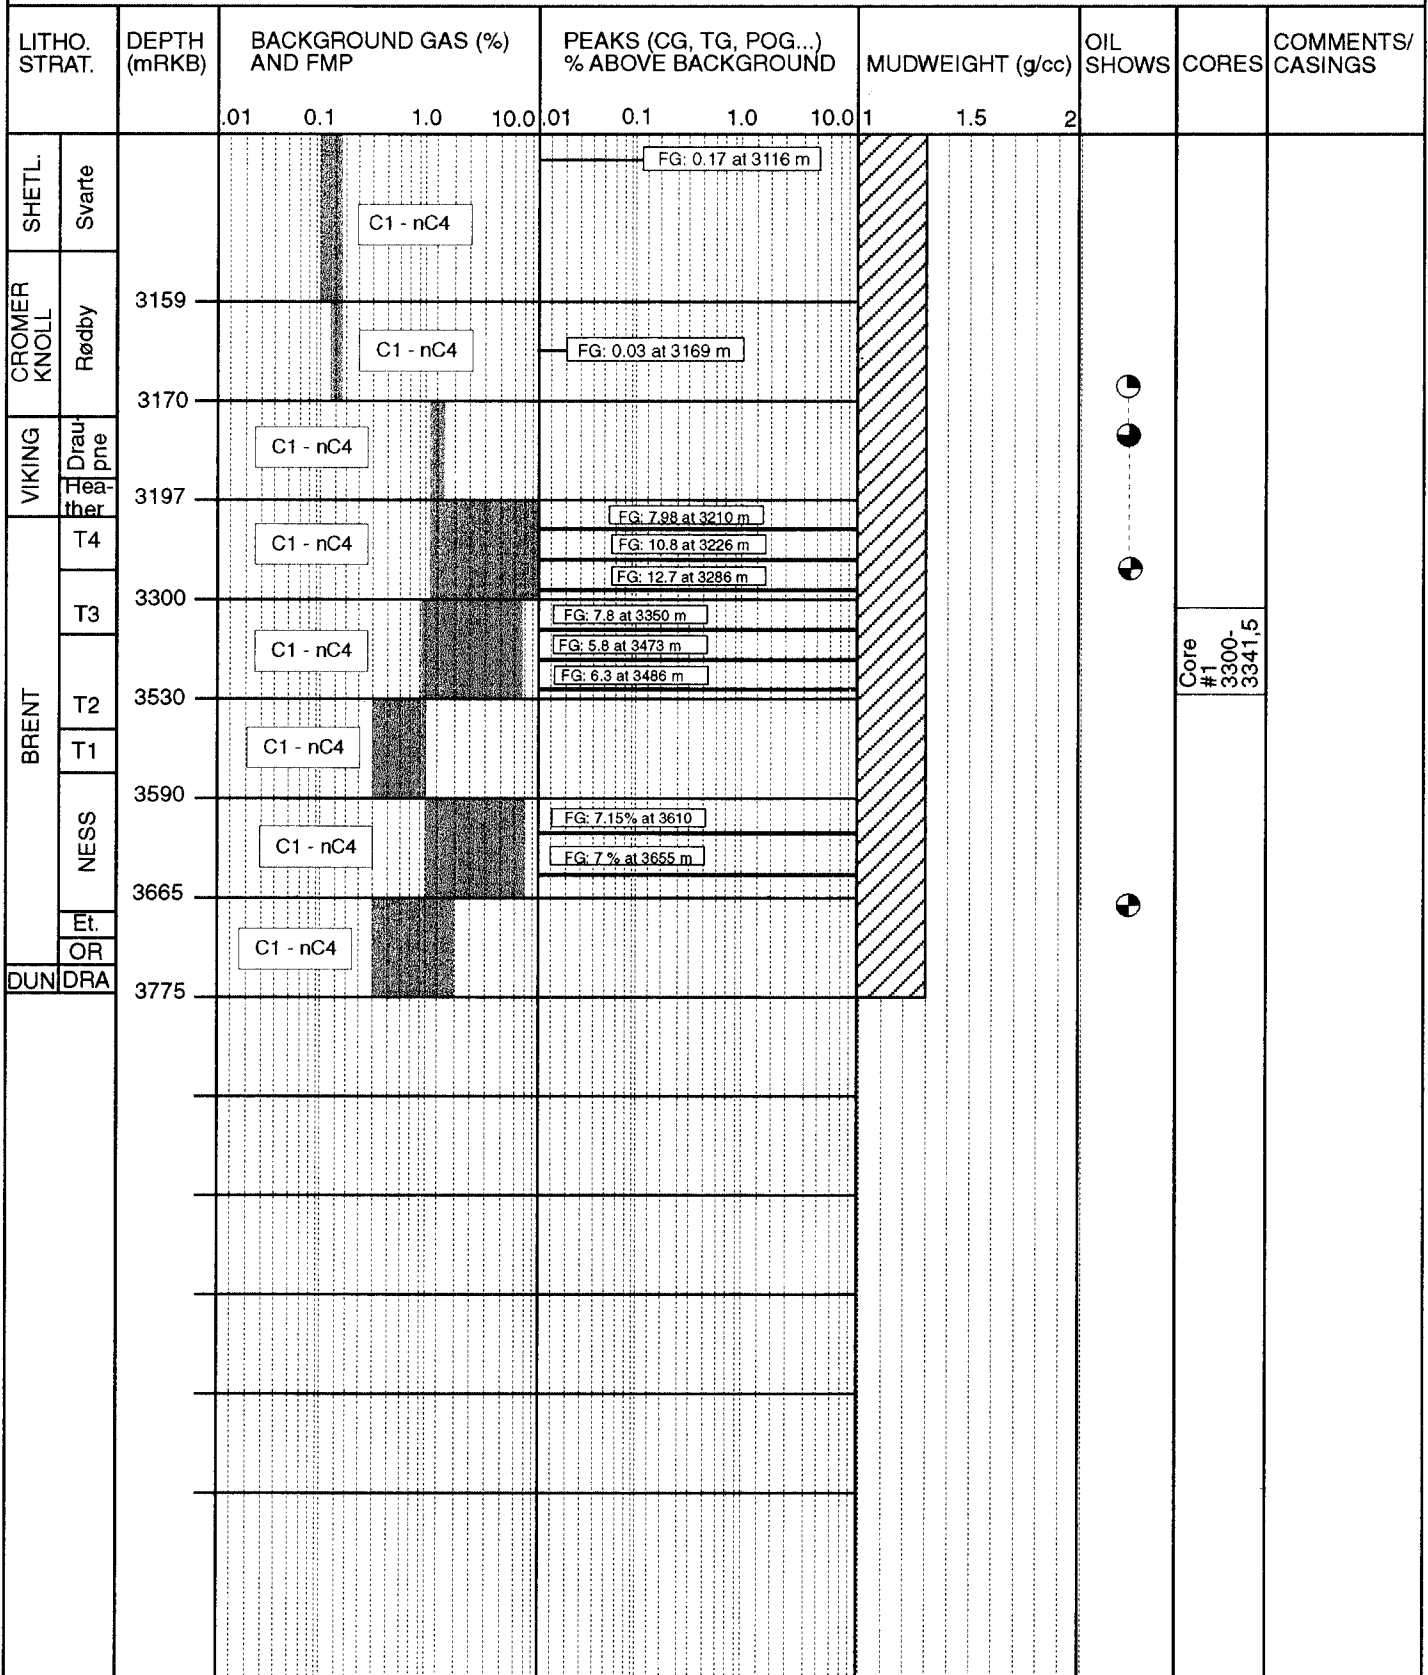 LITHO.
STRAT.
DEPTH
(mRKB)
BACKGROUND GAS (%)
AND FMP
PEAKS (CG, TG, POG...)
% ABOVE BACKGROUND
MUDWEIGHT (g/cc)
OIL
SHOWS
CORES
COMMENTS/
CASINGS
.01 0.1 1.0 10.0
.01 0.1 1.0 10.0
1 1.5 2
SHETL.
Svarte
C1 - nC4
FG: 0.17 at 3116 m
3159
CROMER
KNOLL
Rødby
C1 - nC4
FG: 0.03 at 3169 m
3170
VIKING
Drau-
pne
C1 - nC4
Hea-
ther
3197
BRENT
T4
C1 - nC4
FG: 7.98 at 3210 m
FG: 10.8 at 3226 m
FG: 12.7 at 3286 m
3300
T3
C1 - nC4
FG: 7.8 at 3350 m
FG: 5.8 at 3473 m
FG: 6.3 at 3486 m
Core
#1
3300-
3341,5
3530
T2
T1
C1 - nC4
3590
NESS
C1 - nC4
FG: 7.15% at 3610
FG: 7 % at 3655 m
3665
Et.
OR
C1 - nC4
DUN
DRA
3775